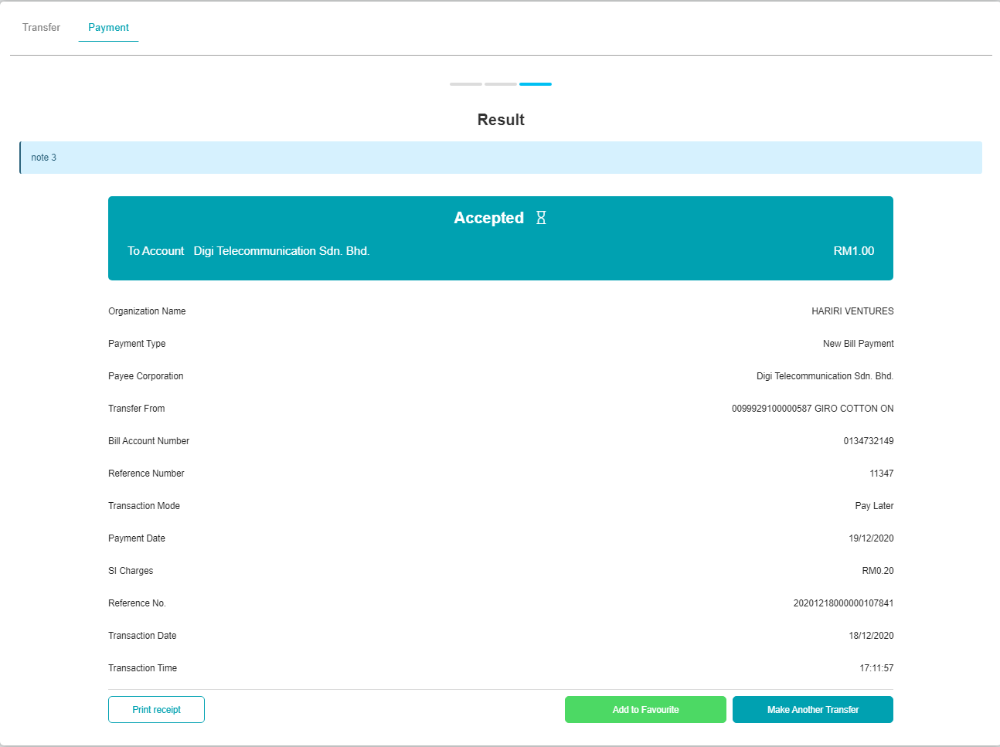 Transfer Payment
Result
note 3
Accepted
To Account Digi Telecommunication Sdn. Bhd. RM1.00
Organization Name HARIRI VENTURES
Payment Type New Bill Payment
Payee Corporation Digi Telecommunication Sdn. Bhd.
Transfer From 0099929100000587 GIRO COTTON ON
Bill Account Number 0134732149
Reference Number 11347
Transaction Mode Pay Later
Payment Date 19/12/2020
SI Charges RM0.20
Reference No. 20201218000000107841
Transaction Date 18/12/2020
Transaction Time 17:11:57
Print receipt Add to Favourite Make Another Transfer